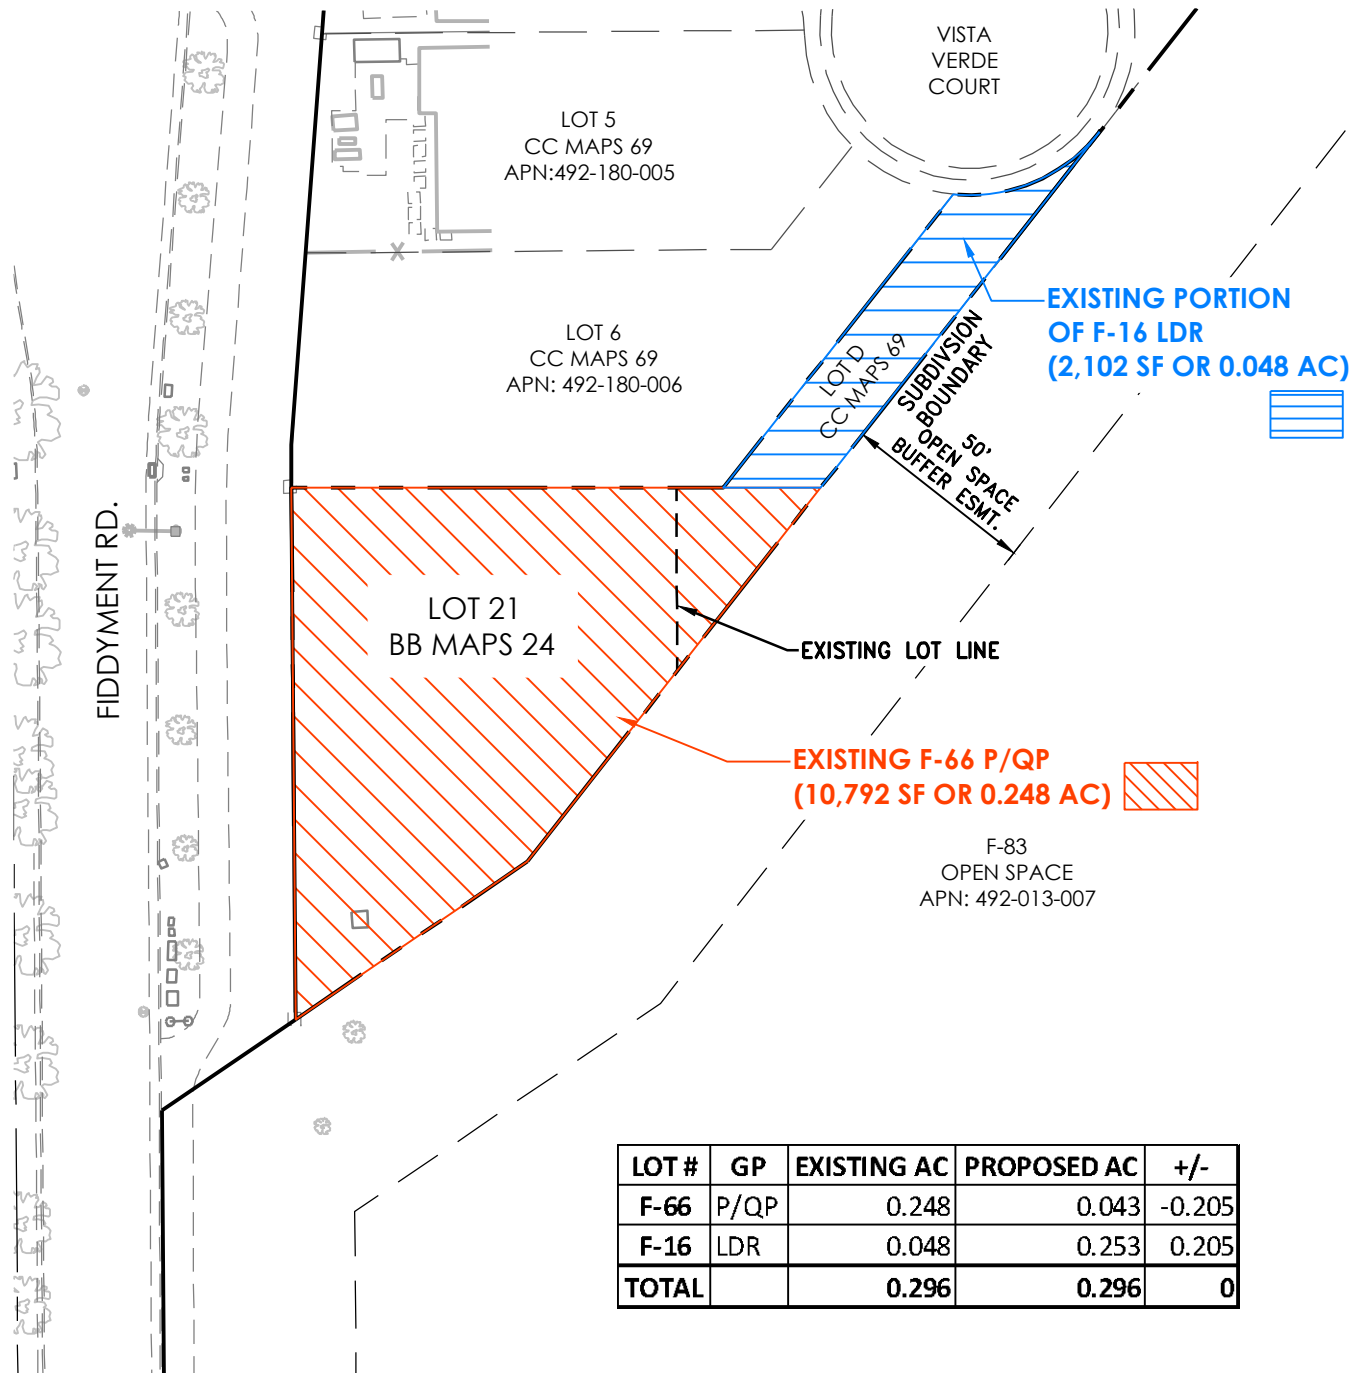 VISTA
VERDE
COURT
LOT 5
CC MAPS 69
APN:492-180-005
LOT 6
CC MAPS 69
APN: 492-180-006
EXISTING PORTION
OF F-16 LDR
(2,102 SF OR 0.048 AC)
LOT D
CC MAPS 69
SUBDIVSION
BOUNDARY
50'
OPEN SPACE
BUFFER ESMT.
FIDDYMENT RD.
LOT 21
BB MAPS 24
EXISTING LOT LINE
EXISTING F-66 P/QP
(10,792 SF OR 0.248 AC)
F-83
OPEN SPACE
APN: 492-013-007
LOT # GP EXISTING AC PROPOSED AC +/-
F-66 P/QP 0.248 0.043 -0.205
F-16 LDR 0.048 0.253 0.205
TOTAL 0.296 0.296 0